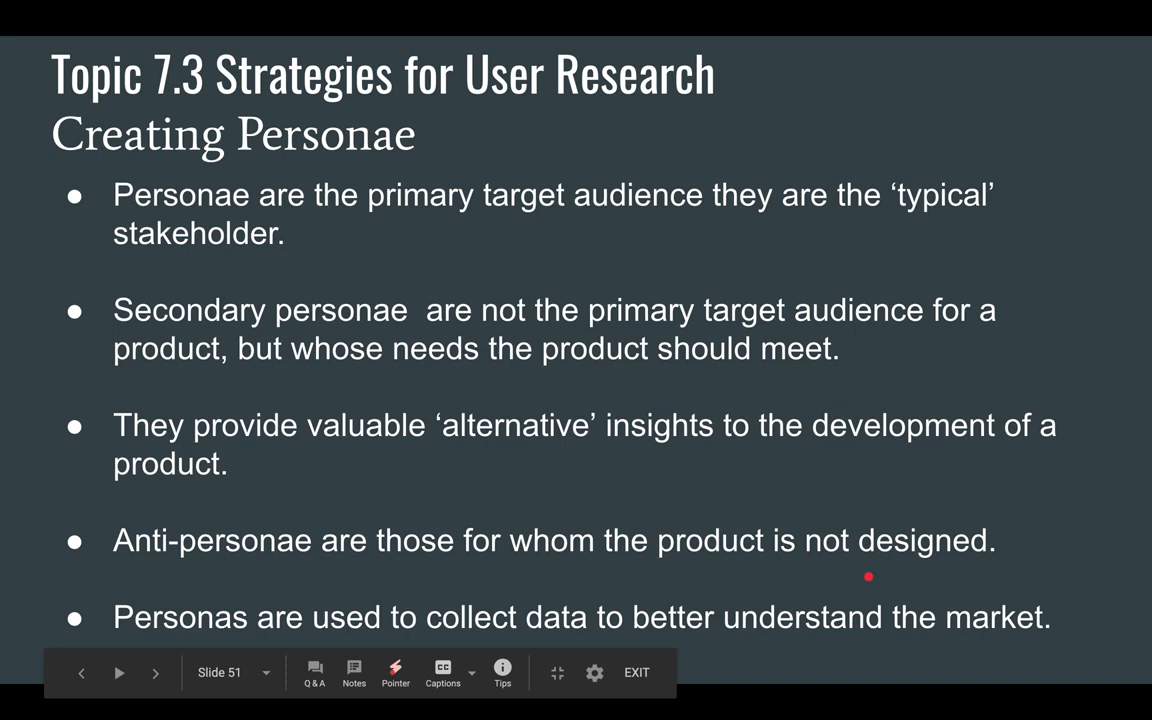 Topic 7.3 Strategies for User Research
Creating Personae
● Personae are the primary target audience they are the ‘typical’
stakeholder.
● Secondary personae  are not the primary target audience for a
product, but whose needs the product should meet.
● They provide valuable ‘alternative’ insights to the development of a
product.
● Anti-personae are those for whom the product is not designed.
● Personas are used to collect data to better understand the market.
Slide 51
Q & A
Notes
Pointer
Captions
Tips
EXIT